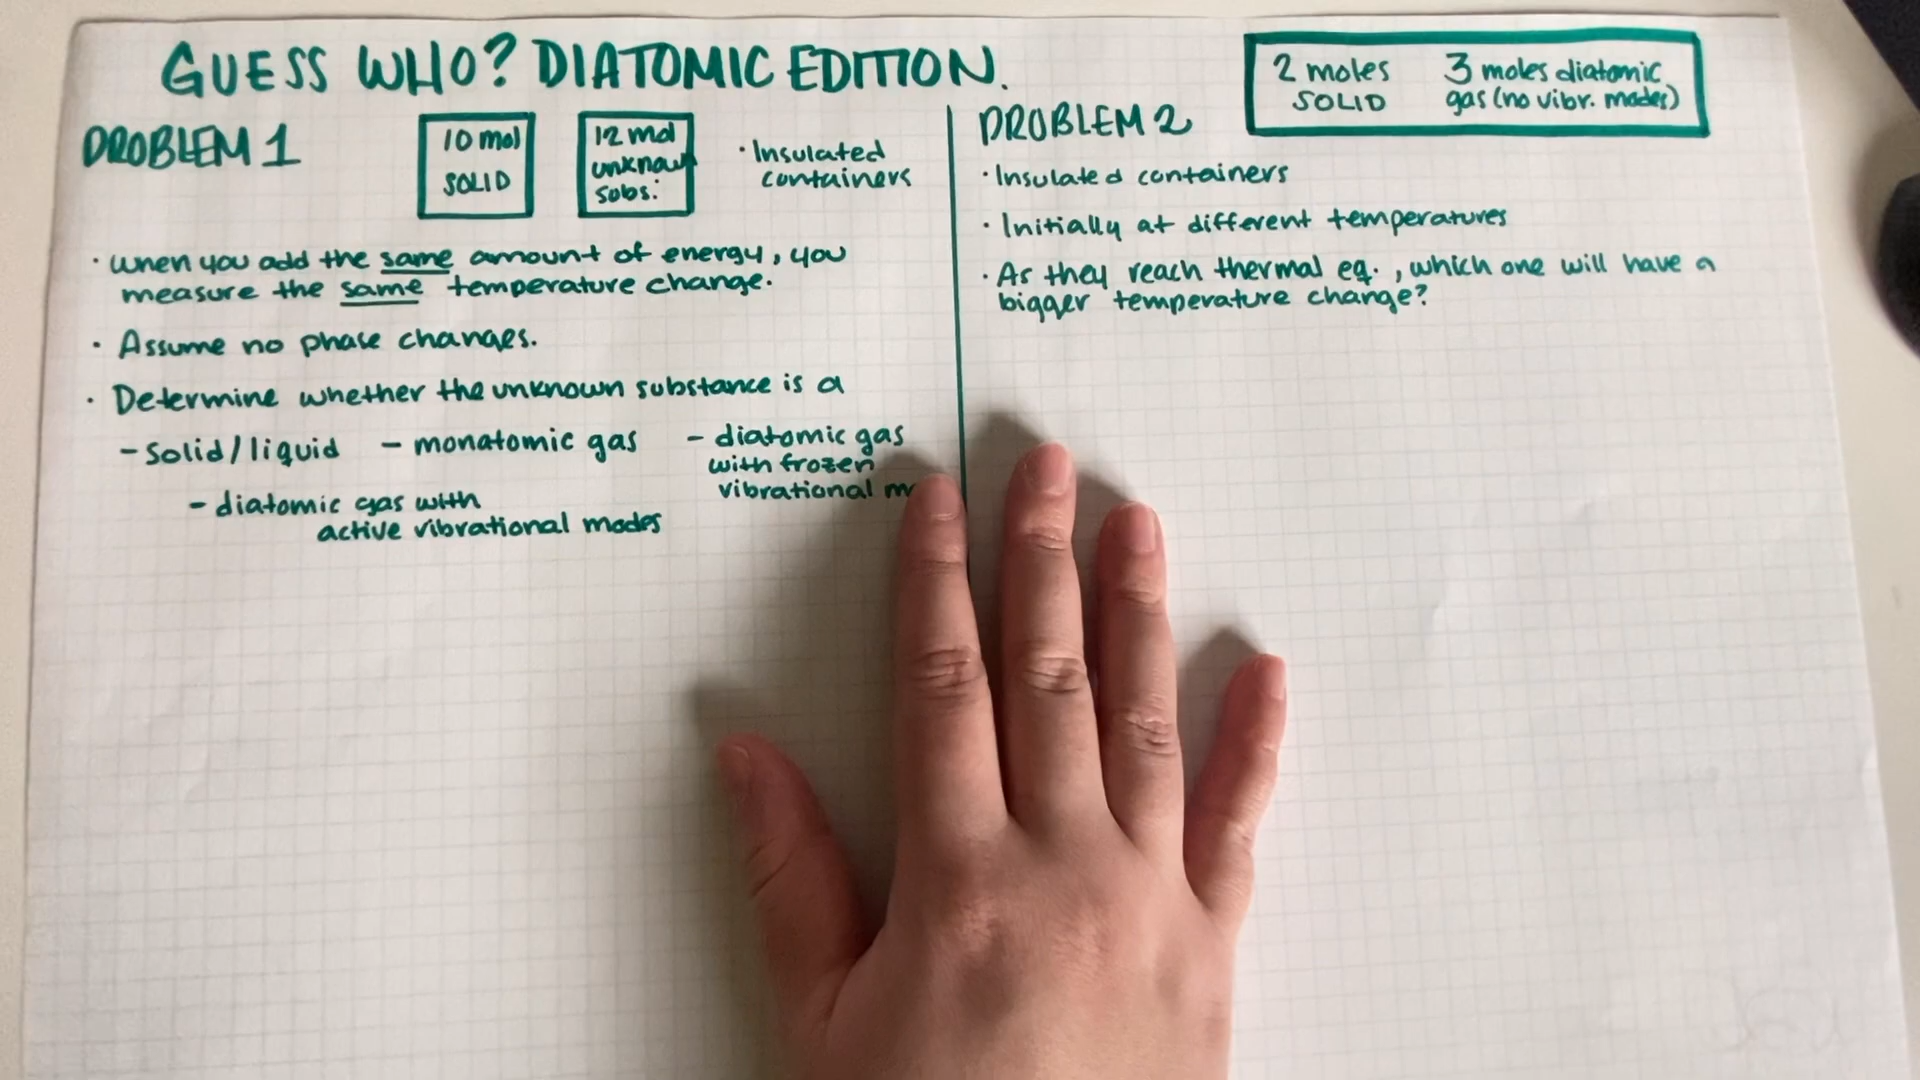 GUESS WHO? DIATOMIC EDITION.
PROBLEM 1
10 mol
SOLID
12 mol
unknown
subs.
· Insulated
containers
· When you add the same amount of energy, you
measure the same temperature change.
· Assume no phase changes.
· Determine whether the unknown substance is a
- solid/liquid - monatomic gas - diatomic gas
with frozen
vibrational
- diatomic gas with
active vibrational modes
PROBLEM 2
2 moles
SOLID
3 moles diatomic
gas (no vibr. modes)
· Insulated containers
· Initially at different temperatures
· As they reach thermal eq., which one will have a
bigger temperature change?